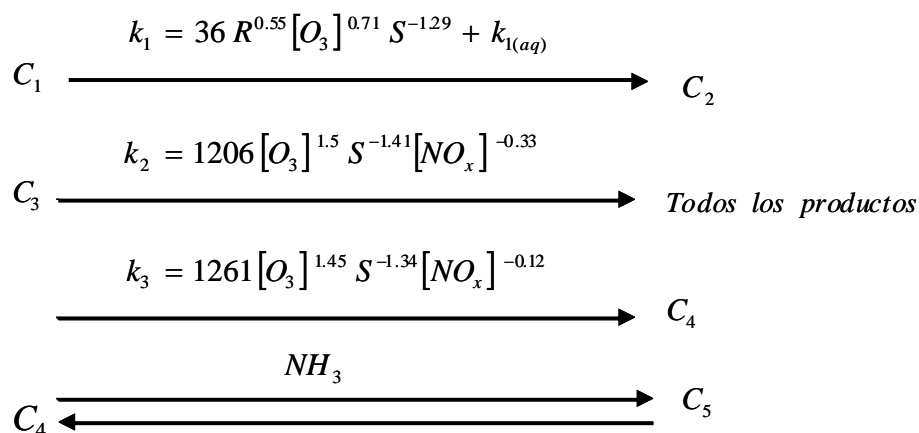 k₁ = 36 R^0.55 [O₃]^0.71 S^-1.29 + k₁(aq)
C₁ C₂
k₂ = 1206 [O₃]^1.5 S^-1.41 [NOₓ]^-0.33
C₃ Todos los productos
k₃ = 1261 [O₃]^1.45 S^-1.34 [NOₓ]^-0.12
C₄
NH₃
C₅
C₄